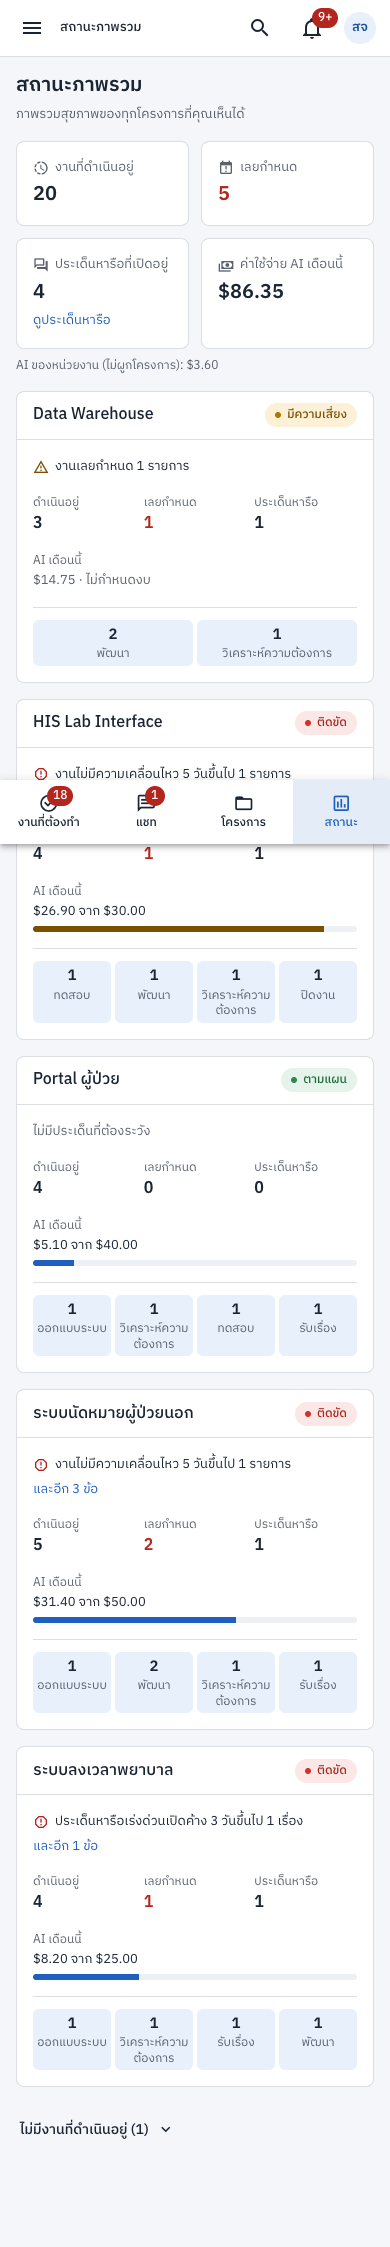 สถานะภาพรวม
9+
สจ
สถานะภาพรวม
ภาพรวมสุขภาพของทุกโครงการที่คุณเห็นได้
งานที่ดำเนินอยู่
20
เลยกำหนด
5
ประเด็นหารือที่เปิดอยู่
4
ดูประเด็นหารือ
ค่าใช้จ่าย AI เดือนนี้
$86.35
AI ของหน่วยงาน (ไม่ผูกโครงการ): $3.60
Data Warehouse
มีความเสี่ยง
งานเลยกำหนด 1 รายการ
ดำเนินอยู่ เลยกำหนด ประเด็นหารือ
3 1 1
AI เดือนนี้
$14.75 · ไม่กำหนดงบ
2 1
พัฒนา วิเคราะห์ความต้องการ
HIS Lab Interface
ติดขัด
งานไม่มีความเคลื่อนไหว 5 วันขึ้นไป 1 รายการ
18 1
งานที่ต้องทำ แชท โครงการ สถานะ
4 1 1
AI เดือนนี้
$26.90 จาก $30.00
1 1 1 1
ทดสอบ พัฒนา วิเคราะห์ความ ปิดงาน
ต้องการ
Portal ผู้ป่วย
ตามแผน
ไม่มีประเด็นที่ต้องระวัง
ดำเนินอยู่ เลยกำหนด ประเด็นหารือ
4 0 0
AI เดือนนี้
$5.10 จาก $40.00
1 1 1 1
ออกแบบระบบ วิเคราะห์ความ ทดสอบ รับเรื่อง
ต้องการ
ระบบนัดหมายผู้ป่วยนอก
ติดขัด
งานไม่มีความเคลื่อนไหว 5 วันขึ้นไป 1 รายการ
และอีก 3 ข้อ
ดำเนินอยู่ เลยกำหนด ประเด็นหารือ
5 2 1
AI เดือนนี้
$31.40 จาก $50.00
1 2 1 1
ออกแบบระบบ พัฒนา วิเคราะห์ความ รับเรื่อง
ต้องการ
ระบบลงเวลาพยาบาล
ติดขัด
ประเด็นหารือเร่งด่วนเปิดค้าง 3 วันขึ้นไป 1 เรื่อง
และอีก 1 ข้อ
ดำเนินอยู่ เลยกำหนด ประเด็นหารือ
4 1 1
AI เดือนนี้
$8.20 จาก $25.00
1 1 1 1
ออกแบบระบบ วิเคราะห์ความ รับเรื่อง พัฒนา
ต้องการ
ไม่มีงานที่ดำเนินอยู่ (1)